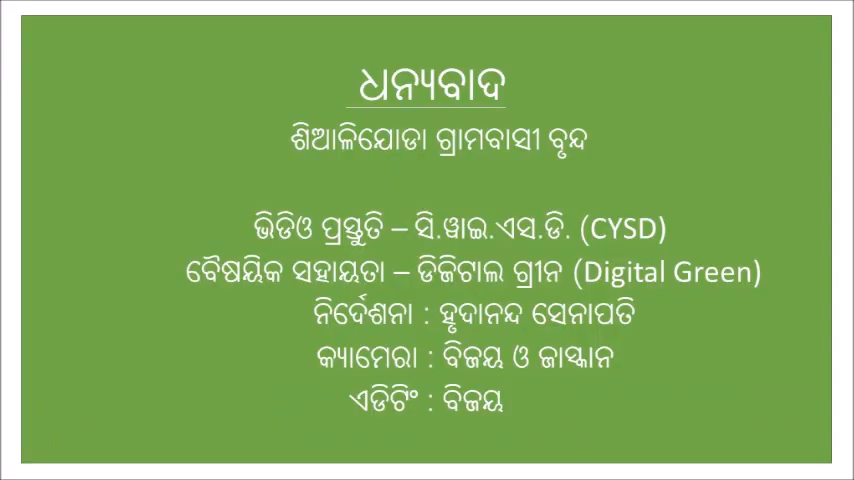 ଧନ୍ୟବାଦ
ଶିଆଳିଯୋଡା ଗ୍ରାମବାସୀ ବୃନ୍ଦ
ଭିଡିଓ ପ୍ରସ୍ତୁତି – ସି.ୱାଇ.ଏସ.ଡି. (CYSD)
ବୈଷୟିକ ସହାୟତା – ଡିଜିଟାଲ ଗ୍ରୀନ (Digital Green)
ନିର୍ଦେଶନା : ହୃଦାନନ୍ଦ ସେନାପତି
କ୍ୟାମେରା : ବିଜୟ ଓ ଜାସ୍କାନ
ଏଡିଟିଂ : ବିଜୟ